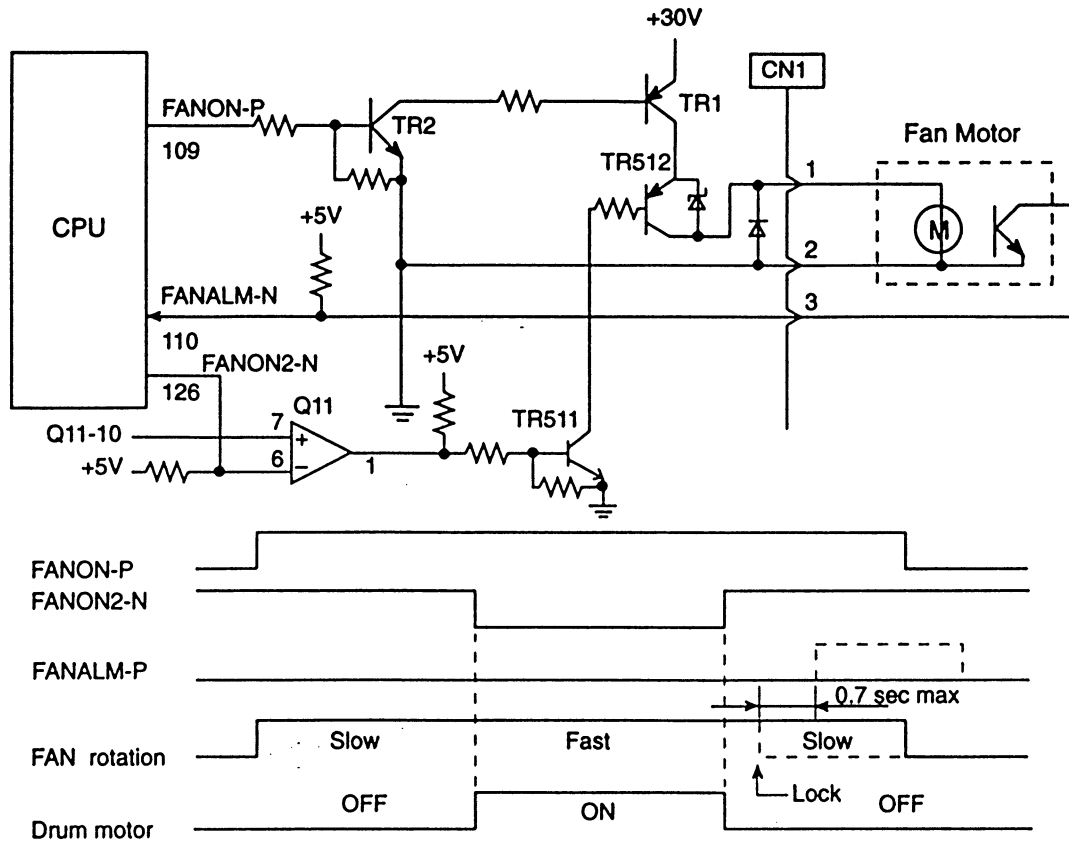 +30V
CN1
FANON-P
TR1
TR2
109
Fan Motor
TR512
1
CPU
+5V
M
2
FANALM-N
3
110
FANON2-N
+5V
126
Q11
TR511
Q11-10
7
+
+5V
6
−
1
FANON-P
FANON2-N
FANALM-P
0.7 sec max
FAN rotation
Slow
Fast
Slow
Lock
Drum motor
OFF
ON
OFF